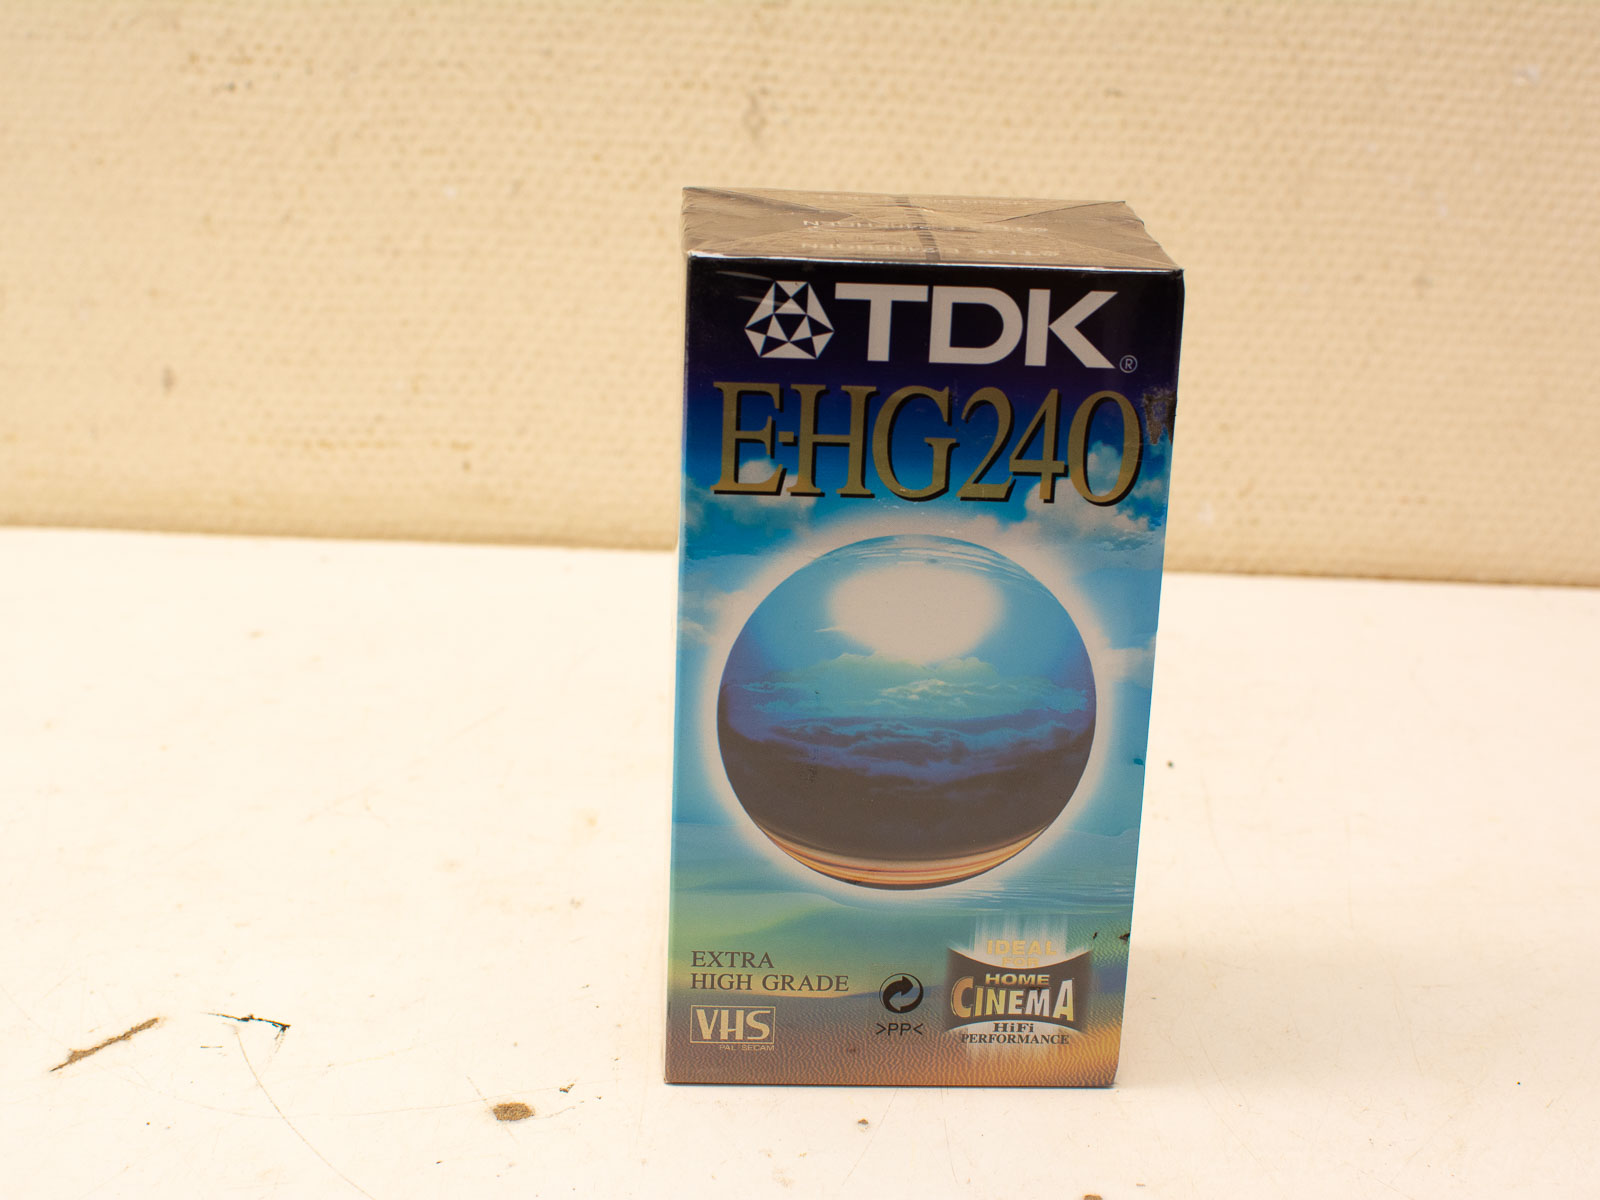 TDK®
E-HG240
EXTRA
HIGH GRADE
VHS
PAL/SECAM
>PP<
IDEAL
FOR
HOME
CINEMA
HiFi
PERFORMANCE